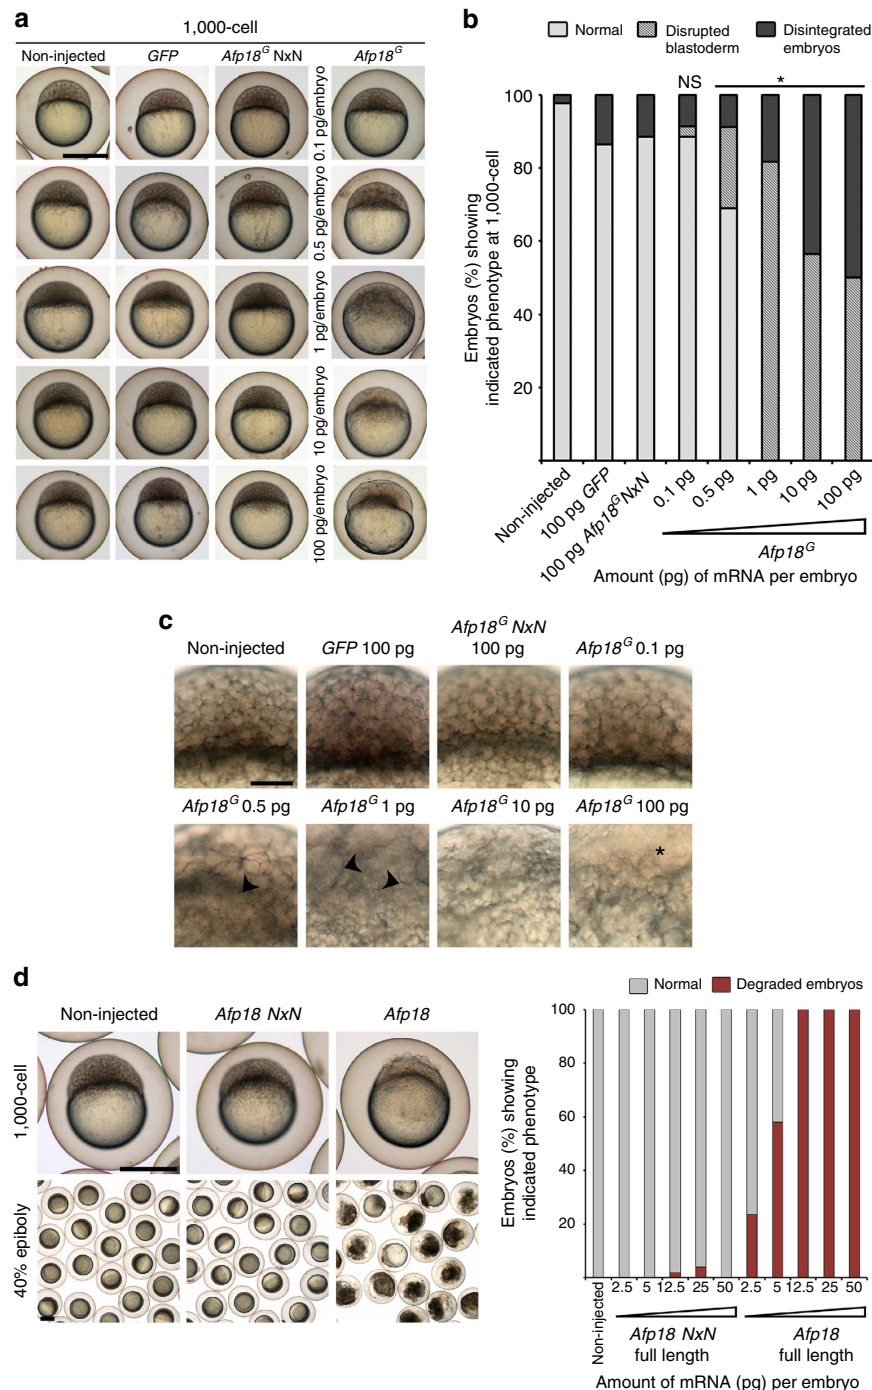 a
1,000-cell
Non-injected GFP Afp18G NxN Afp18G
0.1 pg/embryo
0.5 pg/embryo
1 pg/embryo
10 pg/embryo
100 pg/embryo
b
Normal Disrupted blastoderm Disintegrated embryos
NS *
Embryos (%) showing
indicated phenotype at 1,000-cell
100
80
60
40
20
Non-injected
100 pg GFP
100 pg Afp18G NxN
0.1 pg
0.5 pg
1 pg
10 pg
100 pg
Afp18G
Amount (pg) of mRNA per embryo
c
Non-injected GFP 100 pg Afp18G NxN 100 pg Afp18G 0.1 pg
Afp18G 0.5 pg Afp18G 1 pg Afp18G 10 pg Afp18G 100 pg
*
d
Non-injected Afp18 NxN Afp18
1,000-cell
40% epiboly
Normal Degraded embryos
Embryos (%) showing
indicated phenotype
100
80
60
40
20
Non-injected
2.5 5 12.5 25 50 2.5 5 12.5 25 50
Afp18 NxN
full length
Afp18
full length
Amount of mRNA (pg) per embryo